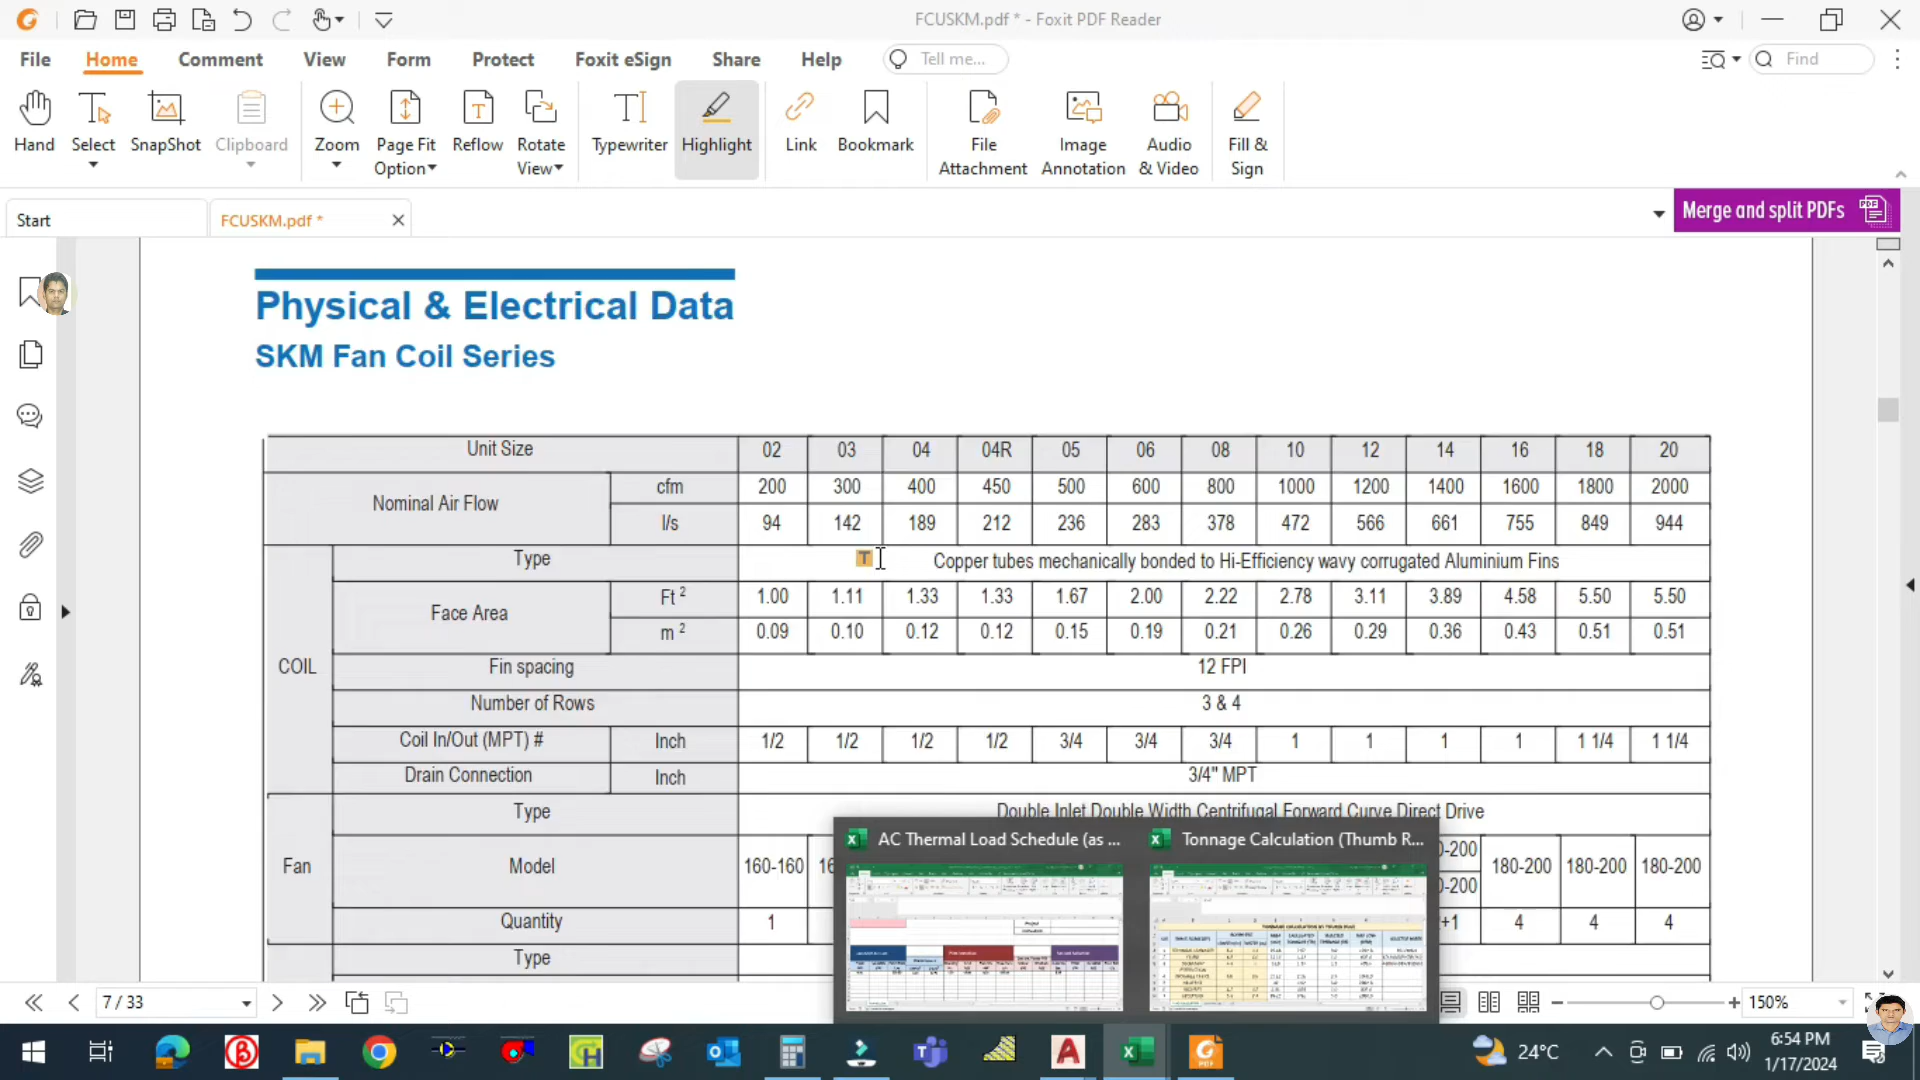 FCUSKM.pdf * - Foxit PDF Reader
File Home Comment View Form Protect Foxit eSign Share Help Tell me... Find
Hand Select SnapShot Clipboard Zoom Page Fit Option Reflow Rotate View Typewriter Highlight Link Bookmark File Attachment Image Annotation Audio & Video Fill & Sign
Start FCUSKM.pdf * Merge and split PDFs
Physical & Electrical Data
SKM Fan Coil Series
Unit Size 02 03 04 04R 05 06 08 10 12 14 16 18 20
Nominal Air Flow cfm 200 300 400 450 500 600 800 1000 1200 1400 1600 1800 2000
l/s 94 142 189 212 236 283 378 472 566 661 755 849 944
COIL Type Copper tubes mechanically bonded to Hi-Efficiency wavy corrugated Aluminium Fins
Face Area Ft 2 1.00 1.11 1.33 1.33 1.67 2.00 2.22 2.78 3.11 3.89 4.58 5.50 5.50
m 2 0.09 0.10 0.12 0.12 0.15 0.19 0.21 0.26 0.29 0.36 0.43 0.51 0.51
Fin spacing 12 FPI
Number of Rows 3 & 4
Coil In/Out (MPT) # Inch 1/2 1/2 1/2 1/2 3/4 3/4 3/4 1 1 1 1 1 1/4 1 1/4
Drain Connection Inch 3/4" MPT
Fan Type Double Inlet Double Width Centrifugal Forward Curve Direct Drive
Model 160-160 180-200 180-200 180-200
Quantity 1 4 4 4
Type
AC Thermal Load Schedule (as ... Tonnage Calculation (Thumb R...
7 / 33 150%
24°C 6:54 PM
1/17/2024